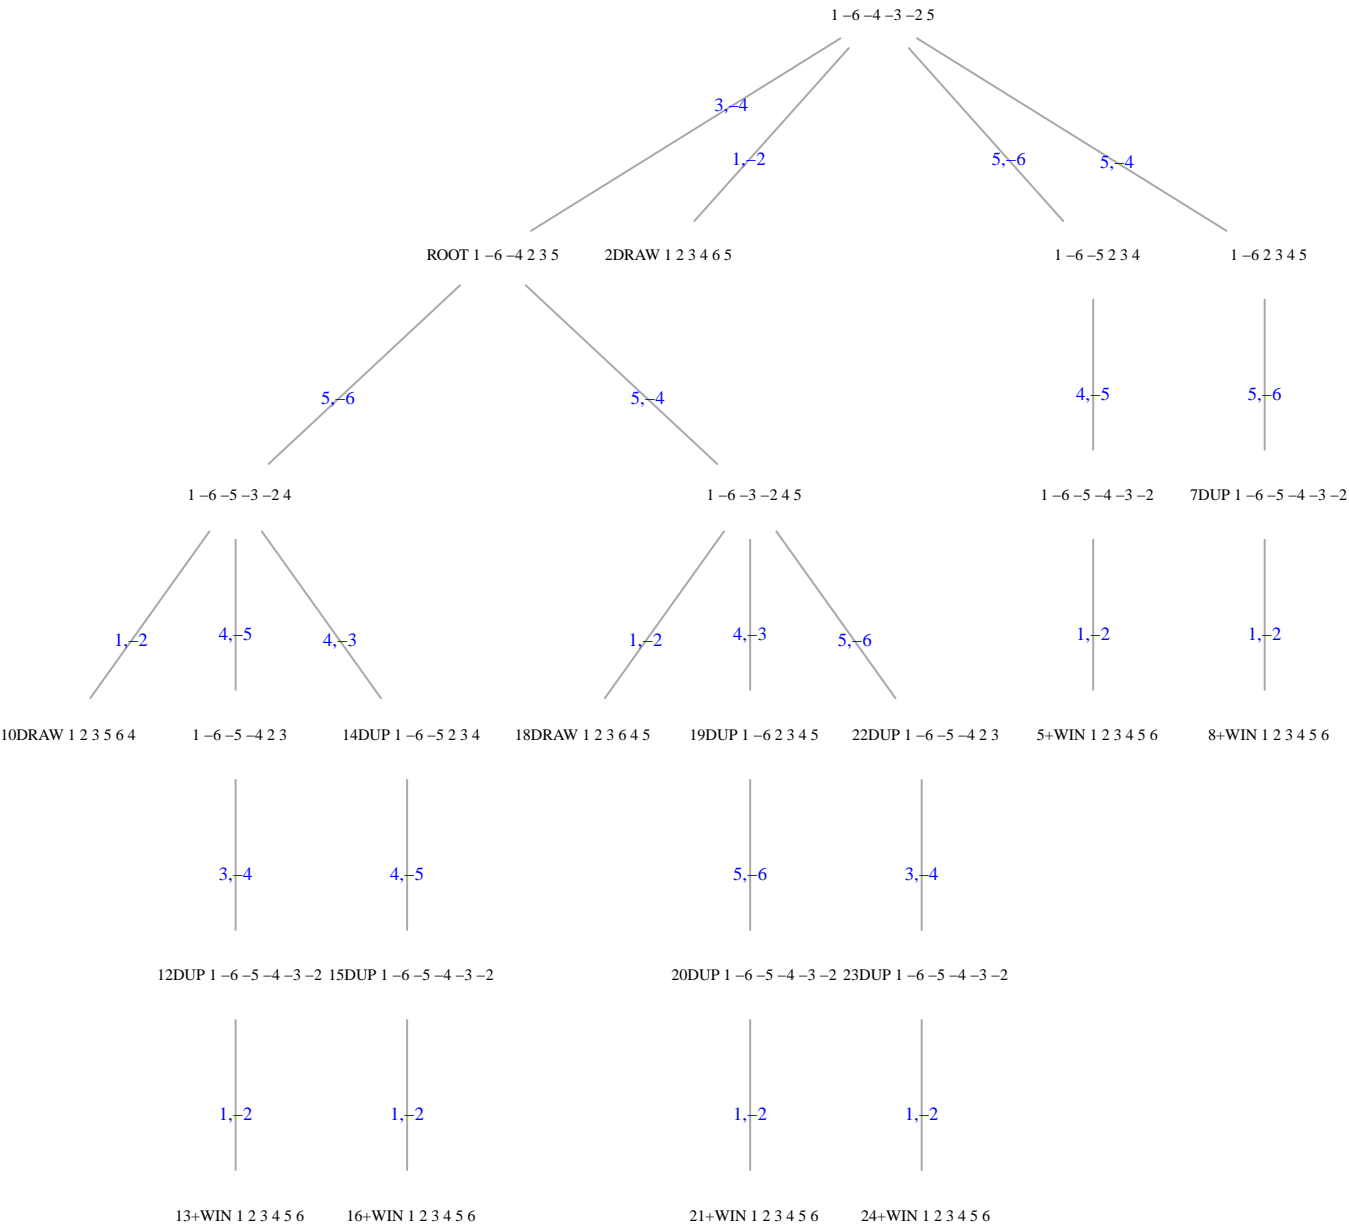 1 –6 –4 –3 –2 5
3,–4
1,–2
5,–6
5,–4
ROOT 1 –6 –4 2 3 5
2DRAW 1 2 3 4 6 5
1 –6 –5 2 3 4
1 –6 2 3 4 5
5,–6
5,–4
4,–5
5,–6
1 –6 –5 –3 –2 4
1 –6 –3 –2 4 5
1 –6 –5 –4 –3 –2
7DUP 1 –6 –5 –4 –3 –2
1,–2
4,–5
4,–3
1,–2
4,–3
5,–6
1,–2
1,–2
10DRAW 1 2 3 5 6 4
1 –6 –5 –4 2 3
14DUP 1 –6 –5 2 3 4
18DRAW 1 2 3 6 4 5
19DUP 1 –6 2 3 4 5
22DUP 1 –6 –5 –4 2 3
5+WIN 1 2 3 4 5 6
8+WIN 1 2 3 4 5 6
3,–4
4,–5
5,–6
3,–4
12DUP 1 –6 –5 –4 –3 –2
15DUP 1 –6 –5 –4 –3 –2
20DUP 1 –6 –5 –4 –3 –2
23DUP 1 –6 –5 –4 –3 –2
1,–2
1,–2
1,–2
1,–2
13+WIN 1 2 3 4 5 6
16+WIN 1 2 3 4 5 6
21+WIN 1 2 3 4 5 6
24+WIN 1 2 3 4 5 6